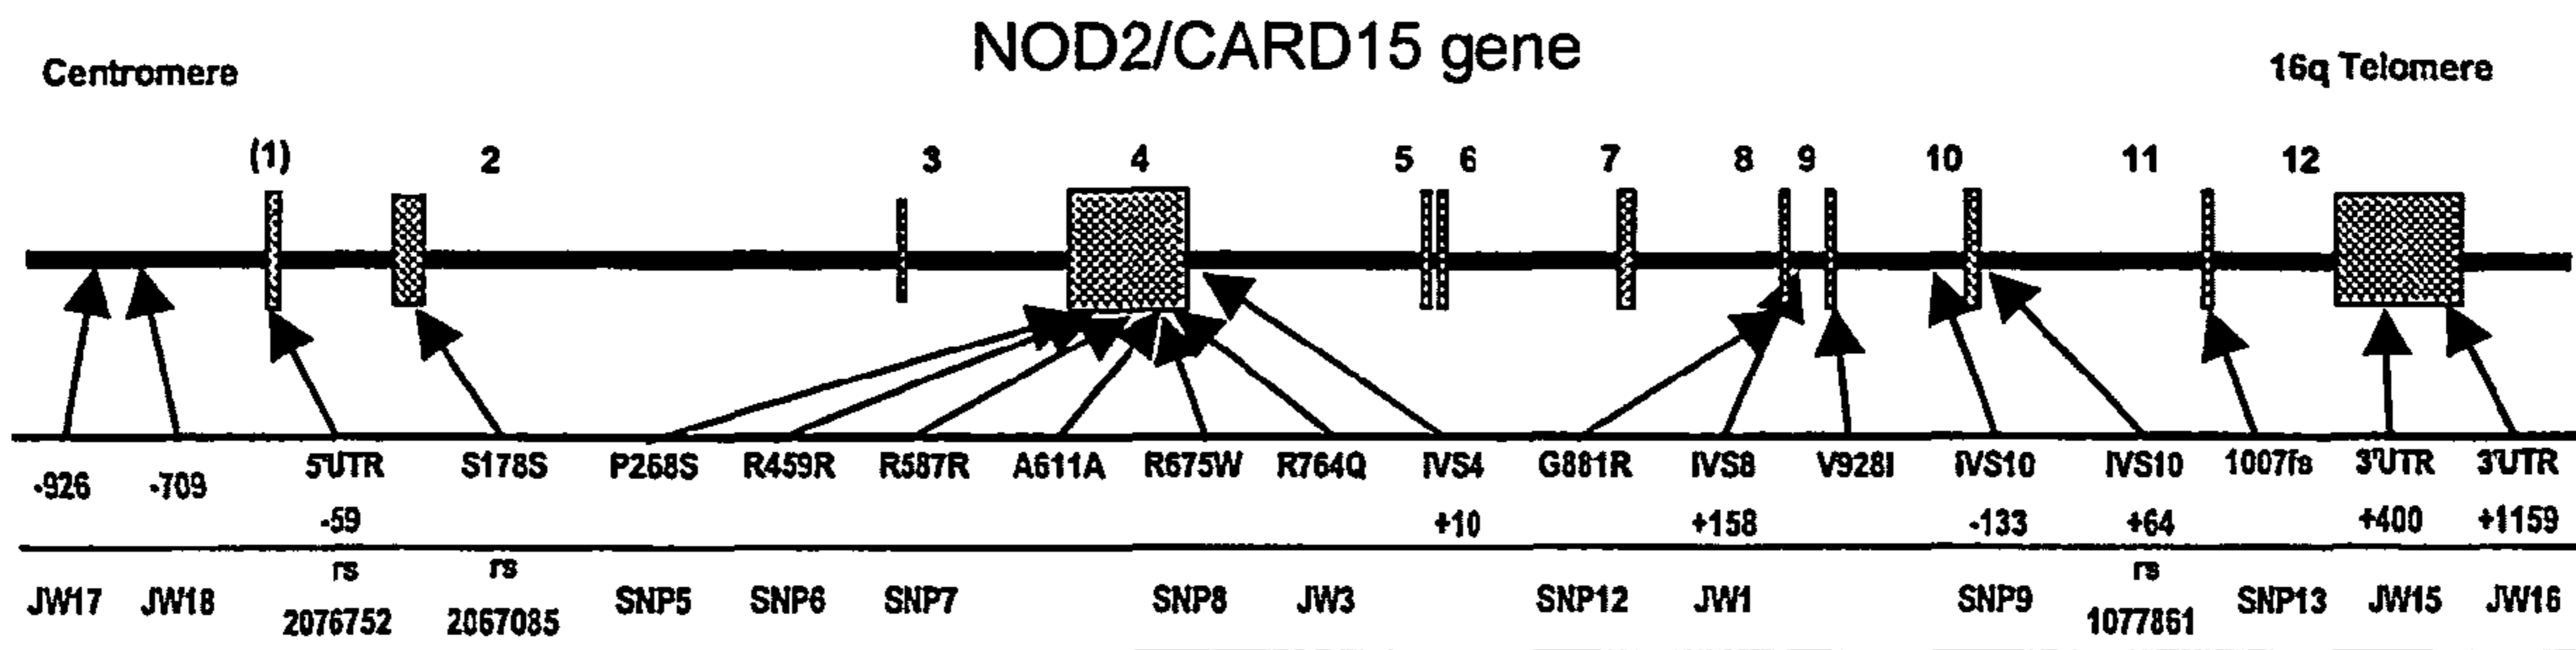 NOD2/CARD15 gene
Centromere 16q Telomere
(1) 2 3 4 5 6 7 8 9 10 11 12
-926 -709 5'UTR S178S P268S R459R R587R A611A R675W R764Q IVS4 G881R IVS8 V928I IVS10 IVS10 1007fs 3'UTR 3'UTR
-59 +10 +158 -133 +64 +400 +1159
rs rs rs
JW17 JW18 2076752 2067085 SNP5 SNP6 SNP7 SNP8 JW3 SNP12 JW1 SNP9 1077861 SNP13 JW15 JW16